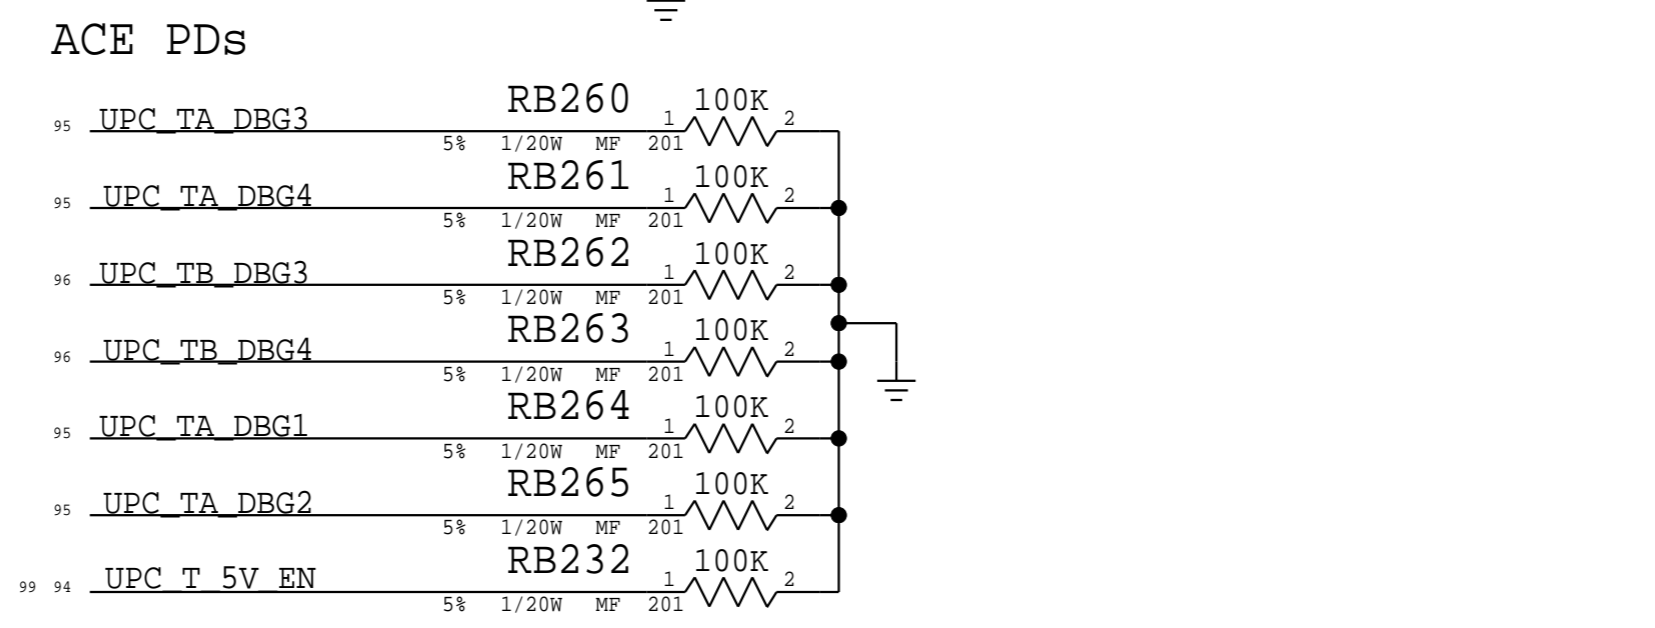 ACE PDs
RB260 100K
95 UPC_TA_DBG3 1 2
5% 1/20W MF 201
RB261 100K
95 UPC_TA_DBG4 1 2
5% 1/20W MF 201
RB262 100K
96 UPC_TB_DBG3 1 2
5% 1/20W MF 201
RB263 100K
96 UPC_TB_DBG4 1 2
5% 1/20W MF 201
RB264 100K
95 UPC_TA_DBG1 1 2
5% 1/20W MF 201
RB265 100K
95 UPC_TA_DBG2 1 2
5% 1/20W MF 201
RB232 100K
99 94 UPC_T_5V_EN 1 2
5% 1/20W MF 201